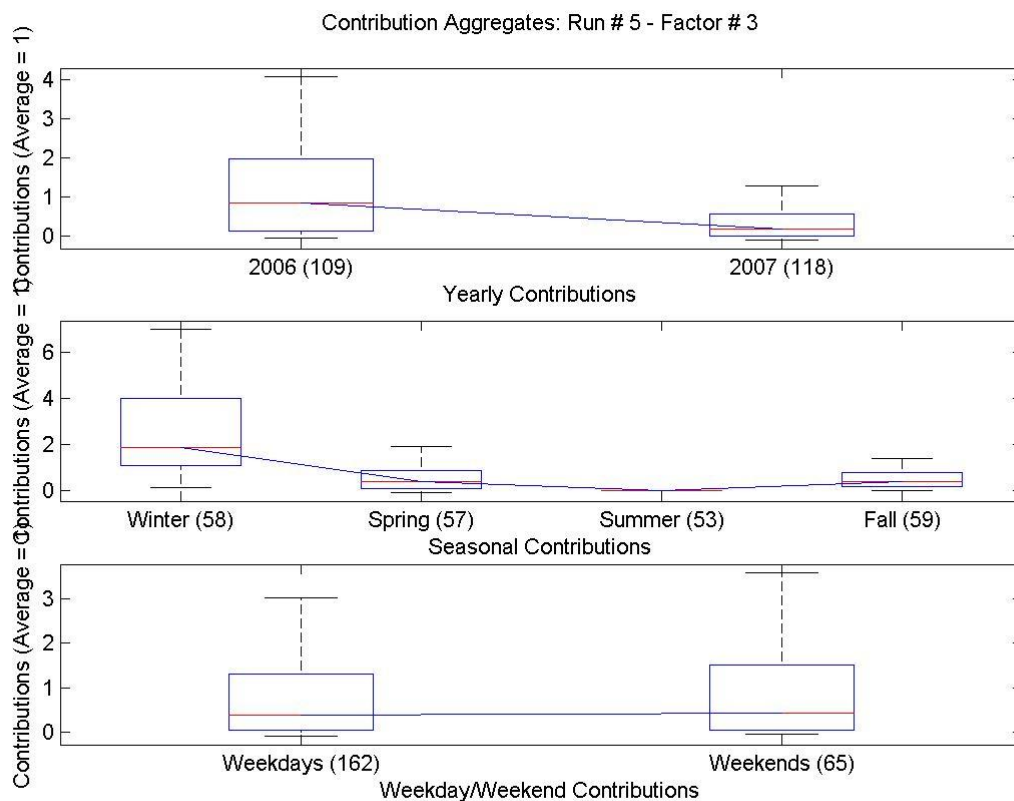 Contribution Aggregates: Run # 5 - Factor # 3
Contributions (Average = 1)
4
3
2
1
0
2006 (109)
2007 (118)
Yearly Contributions
Contributions (Average = 1)
6
4
2
0
Winter (58)
Spring (57)
Summer (53)
Fall (59)
Seasonal Contributions
Contributions (Average = 1)
3
2
1
0
Weekdays (162)
Weekends (65)
Weekday/Weekend Contributions